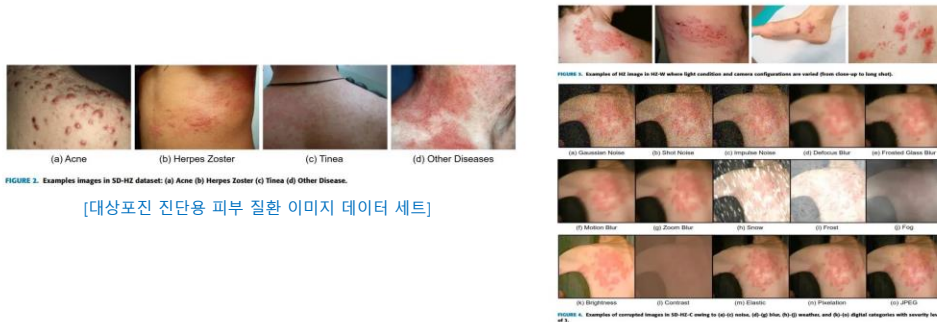 (a) Acne
(b) Herpes Zoster
(c) Tinea
(d) Other Diseases
FIGURE 2. Examples images in SD-HZ dataset: (a) Acne (b) Herpes Zoster (c) Tinea (d) Other Disease.
[대상포진 진단용 피부 질환 이미지 데이터 세트]
FIGURE 3. Examples of HZ image in HZ-W where light condition and camera configurations are varied (from close-up to long shot).
(a) Gaussian Noise
(b) Shot Noise
(c) Impulse Noise
(d) Defocus Blur
(e) Frosted Glass Blur
(f) Motion Blur
(g) Zoom Blur
(h) Snow
(i) Frost
(j) Fog
(k) Brightness
(l) Contrast
(m) Elastic
(n) Pixelation
(o) JPEG
FIGURE 4. Examples of corrupted images in SD-HZ-C owing to (a)-(c) noise, (d)-(g) blur, (h)-(j) weather, and (k)-(o) digital categories with severity
of 3.